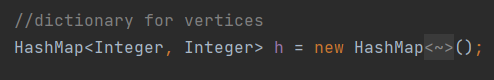 //dictionary for vertices
HashMap<Integer, Integer> h = new HashMap<~>();